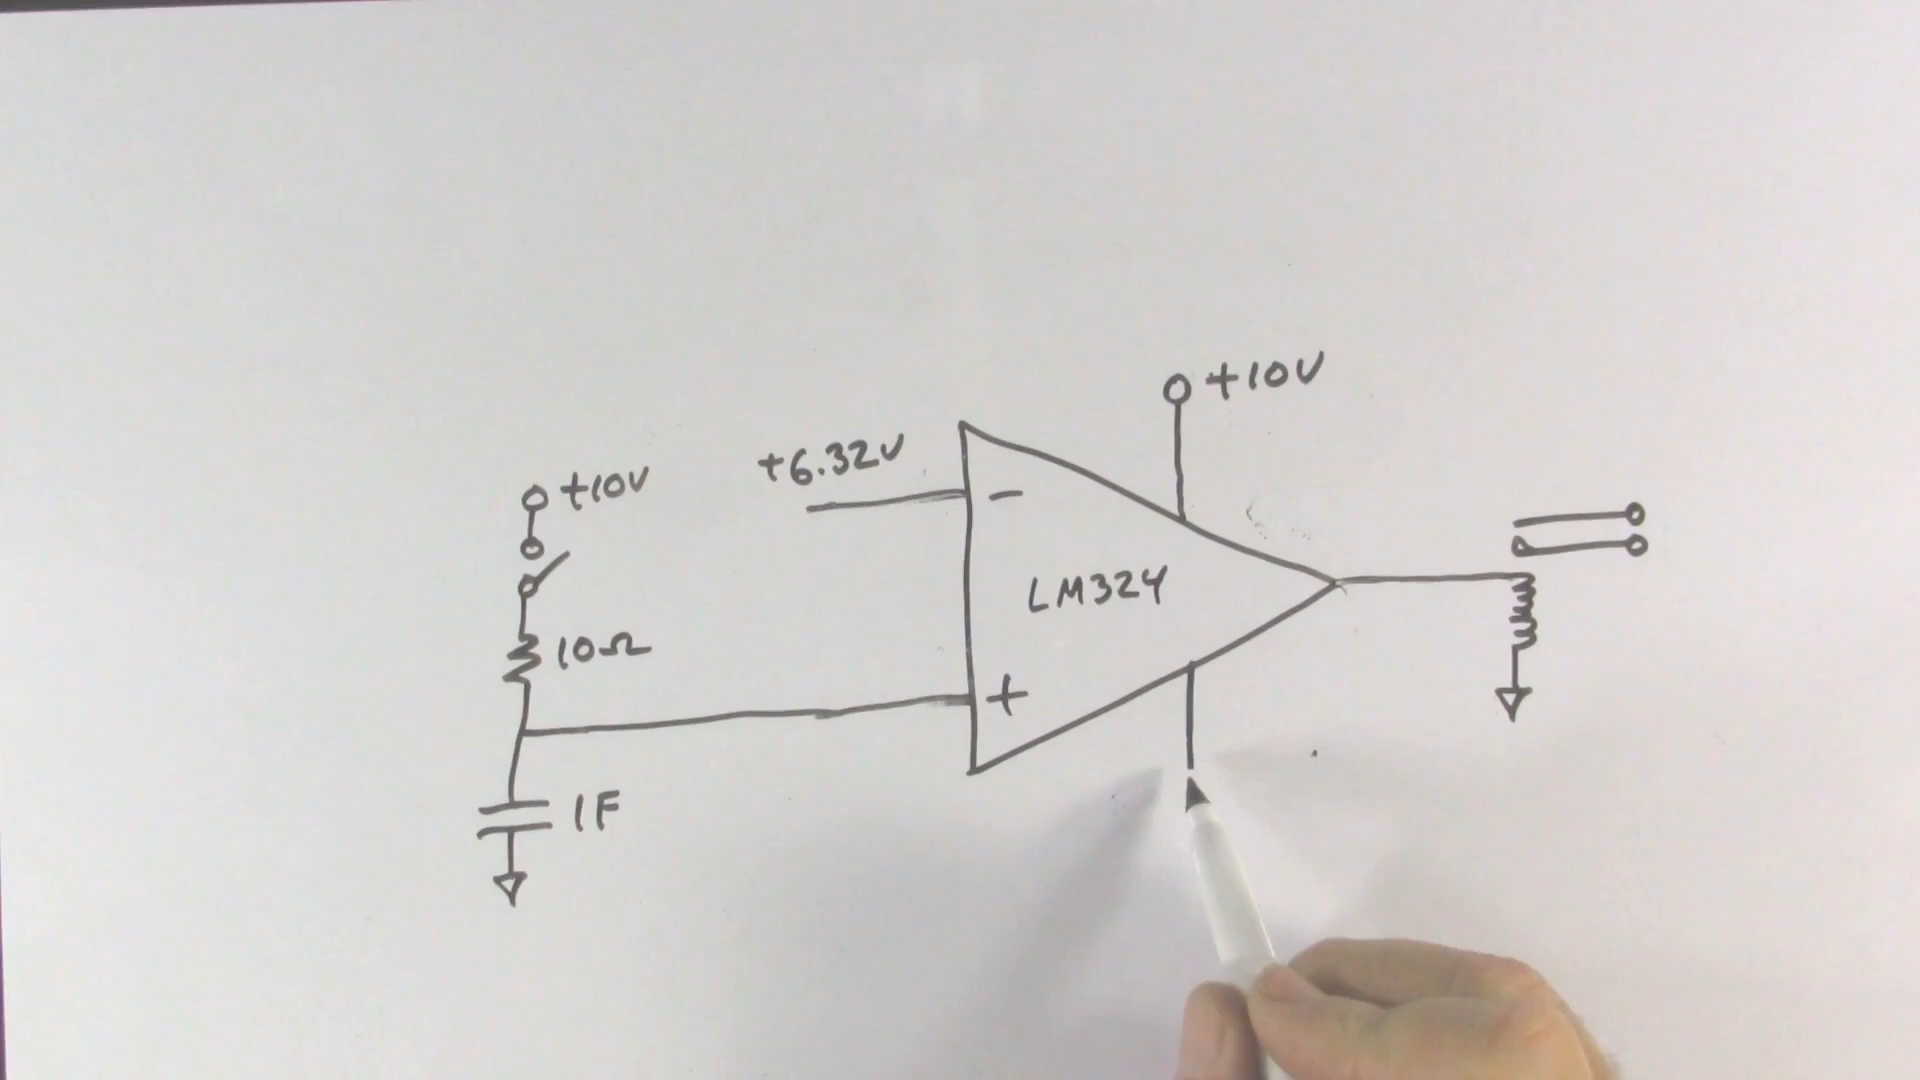 +10V
+6.32V
-
+10V
LM324
10Ω
+
1F